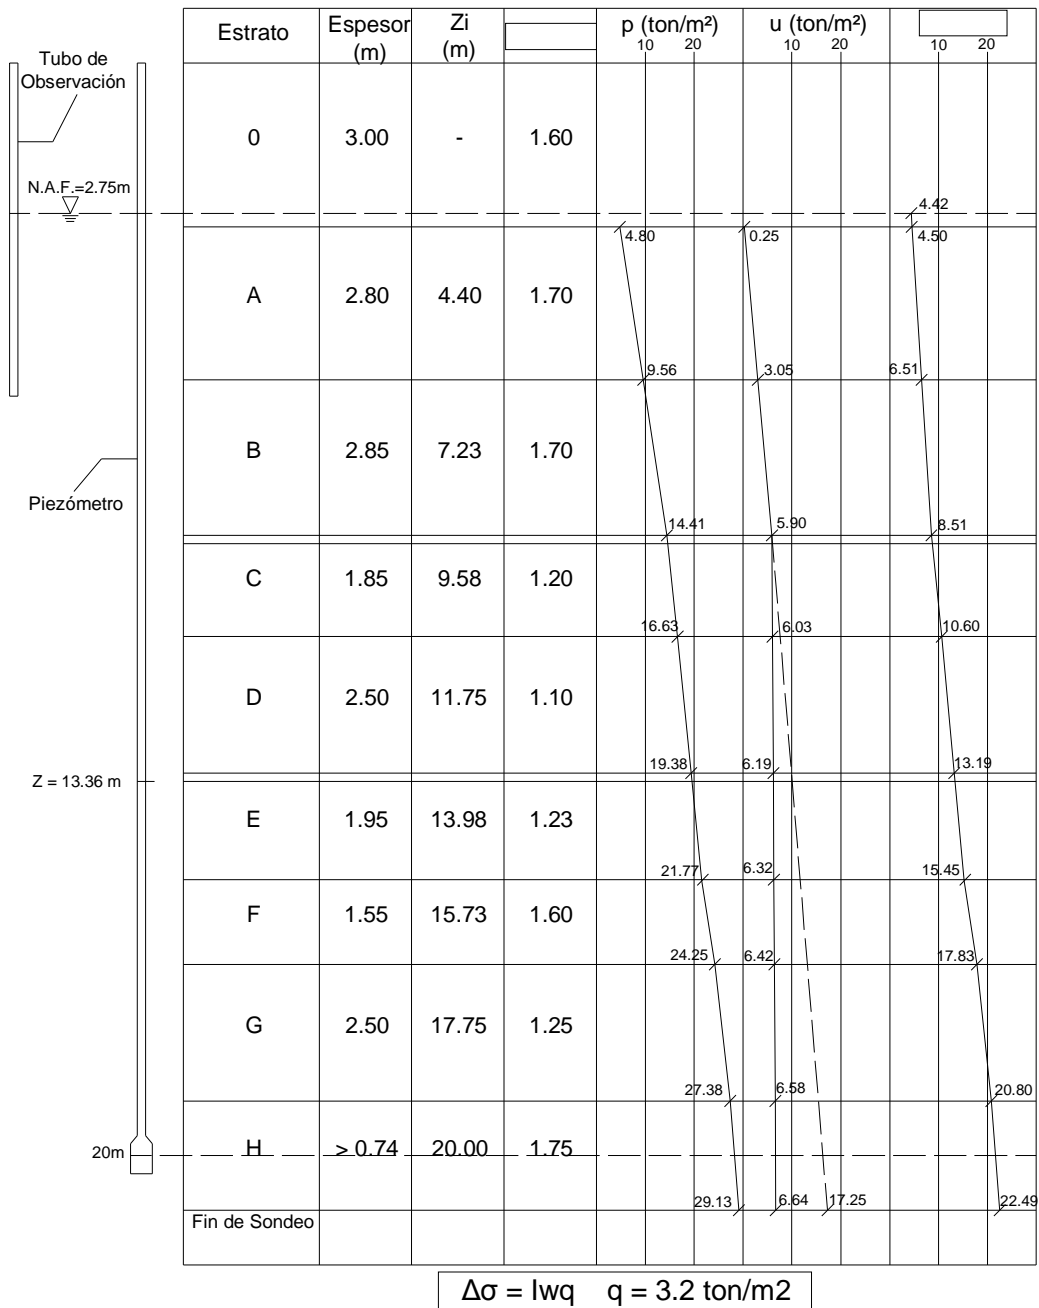 Estrato Espesor (m) Zi (m) p (ton/m²) u (ton/m²)
10 20 10 20 10 20
Tubo de
Observación
0 3.00 - 1.60
N.A.F.=2.75m
4.42
4.80 0.25 4.50
A 2.80 4.40 1.70
9.56 3.05 6.51
B 2.85 7.23 1.70
Piezómetro
14.41 5.90 8.51
C 1.85 9.58 1.20
16.63 6.03 10.60
D 2.50 11.75 1.10
19.38 6.19 13.19
Z = 13.36 m
E 1.95 13.98 1.23
21.77 6.32 15.45
F 1.55 15.73 1.60
24.25 6.42 17.83
G 2.50 17.75 1.25
27.38 6.58 20.80
20m
H > 0.74 20.00 1.75
29.13 6.64 17.25 22.49
Fin de Sondeo
Δσ = Iwq q = 3.2 ton/m2